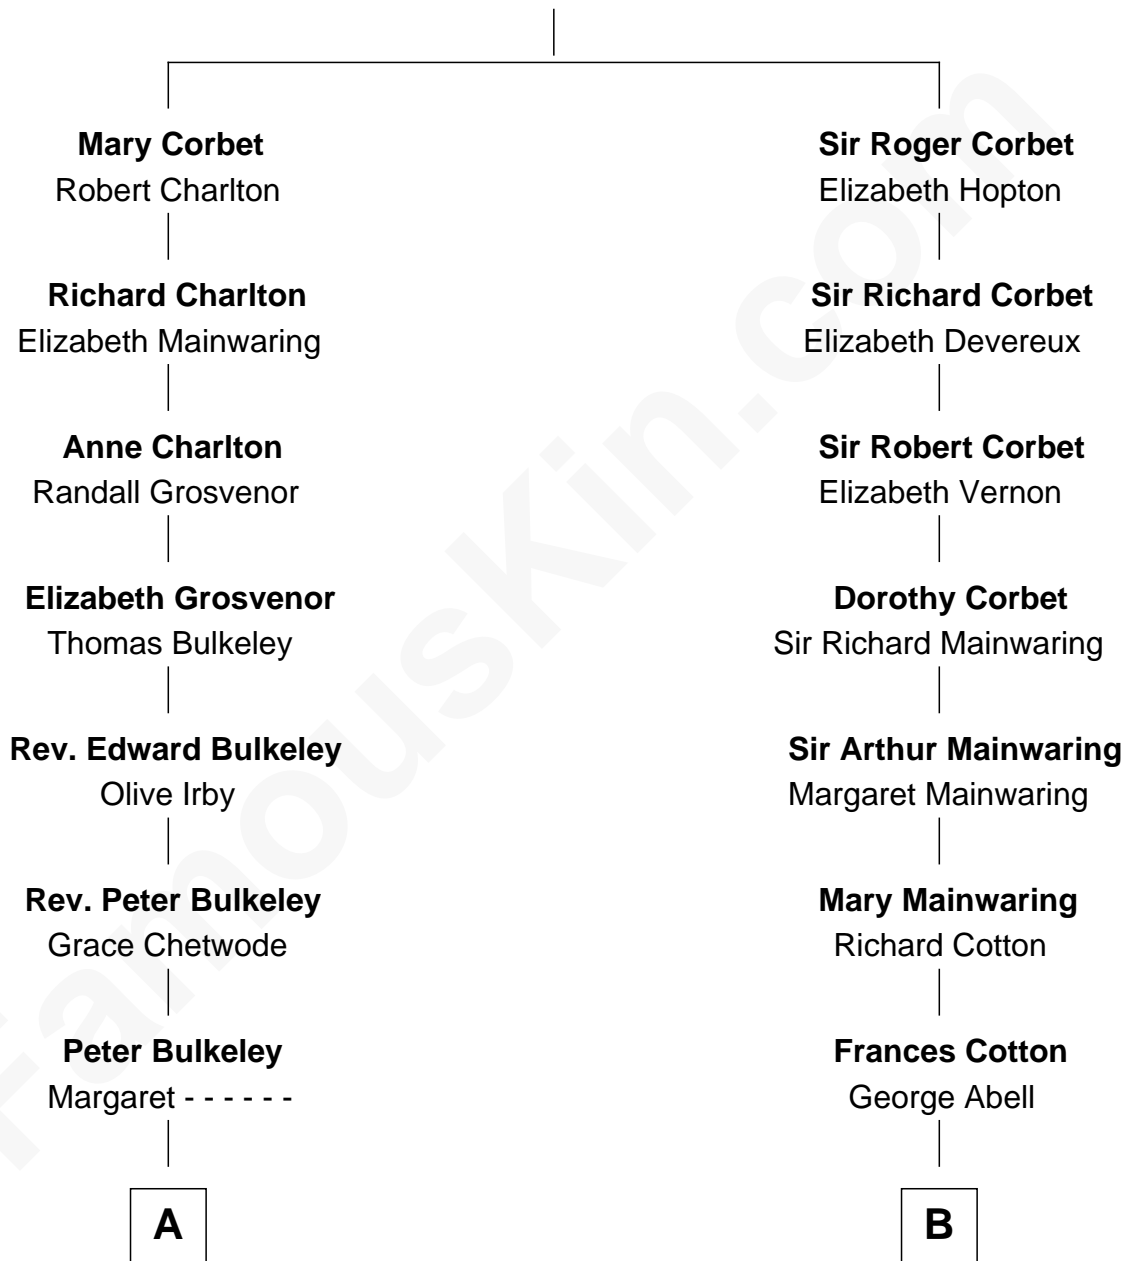 Mary Corbet
Robert Charlton
Richard Charlton
Elizabeth Mainwaring
Anne Charlton
Randall Grosvenor
Elizabeth Grosvenor
Thomas Bulkeley
Rev. Edward Bulkeley
Olive Irby
Rev. Peter Bulkeley
Grace Chetwode
Peter Bulkeley
Margaret - - - - - -
A
Sir Roger Corbet
Elizabeth Hopton
Sir Richard Corbet
Elizabeth Devereux
Sir Robert Corbet
Elizabeth Vernon
Dorothy Corbet
Sir Richard Mainwaring
Sir Arthur Mainwaring
Margaret Mainwaring
Mary Mainwaring
Richard Cotton
Frances Cotton
George Abell
B
FamousKin.com